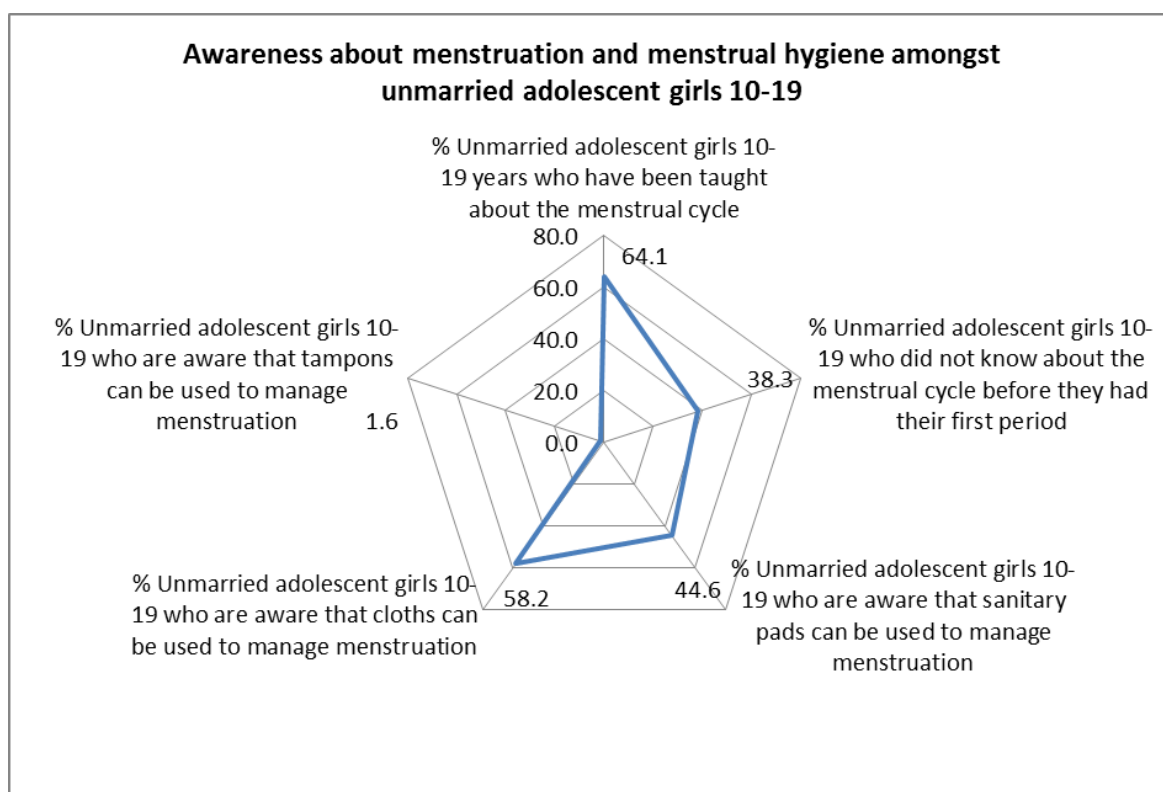 Awareness about menstruation and menstrual hygiene amongst
unmarried adolescent girls 10-19
% Unmarried adolescent girls 10-
19 years who have been taught
about the menstrual cycle
80.0
64.1
60.0
40.0
20.0
0.0
% Unmarried adolescent girls 10-
19 who did not know about the
menstrual cycle before they had
their first period
38.3
% Unmarried adolescent girls 10-
19 who are aware that sanitary
pads can be used to manage
menstruation
44.6
% Unmarried adolescent girls 10-
19 who are aware that cloths can
be used to manage menstruation
58.2
% Unmarried adolescent girls 10-
19 who are aware that tampons
can be used to manage
menstruation
1.6